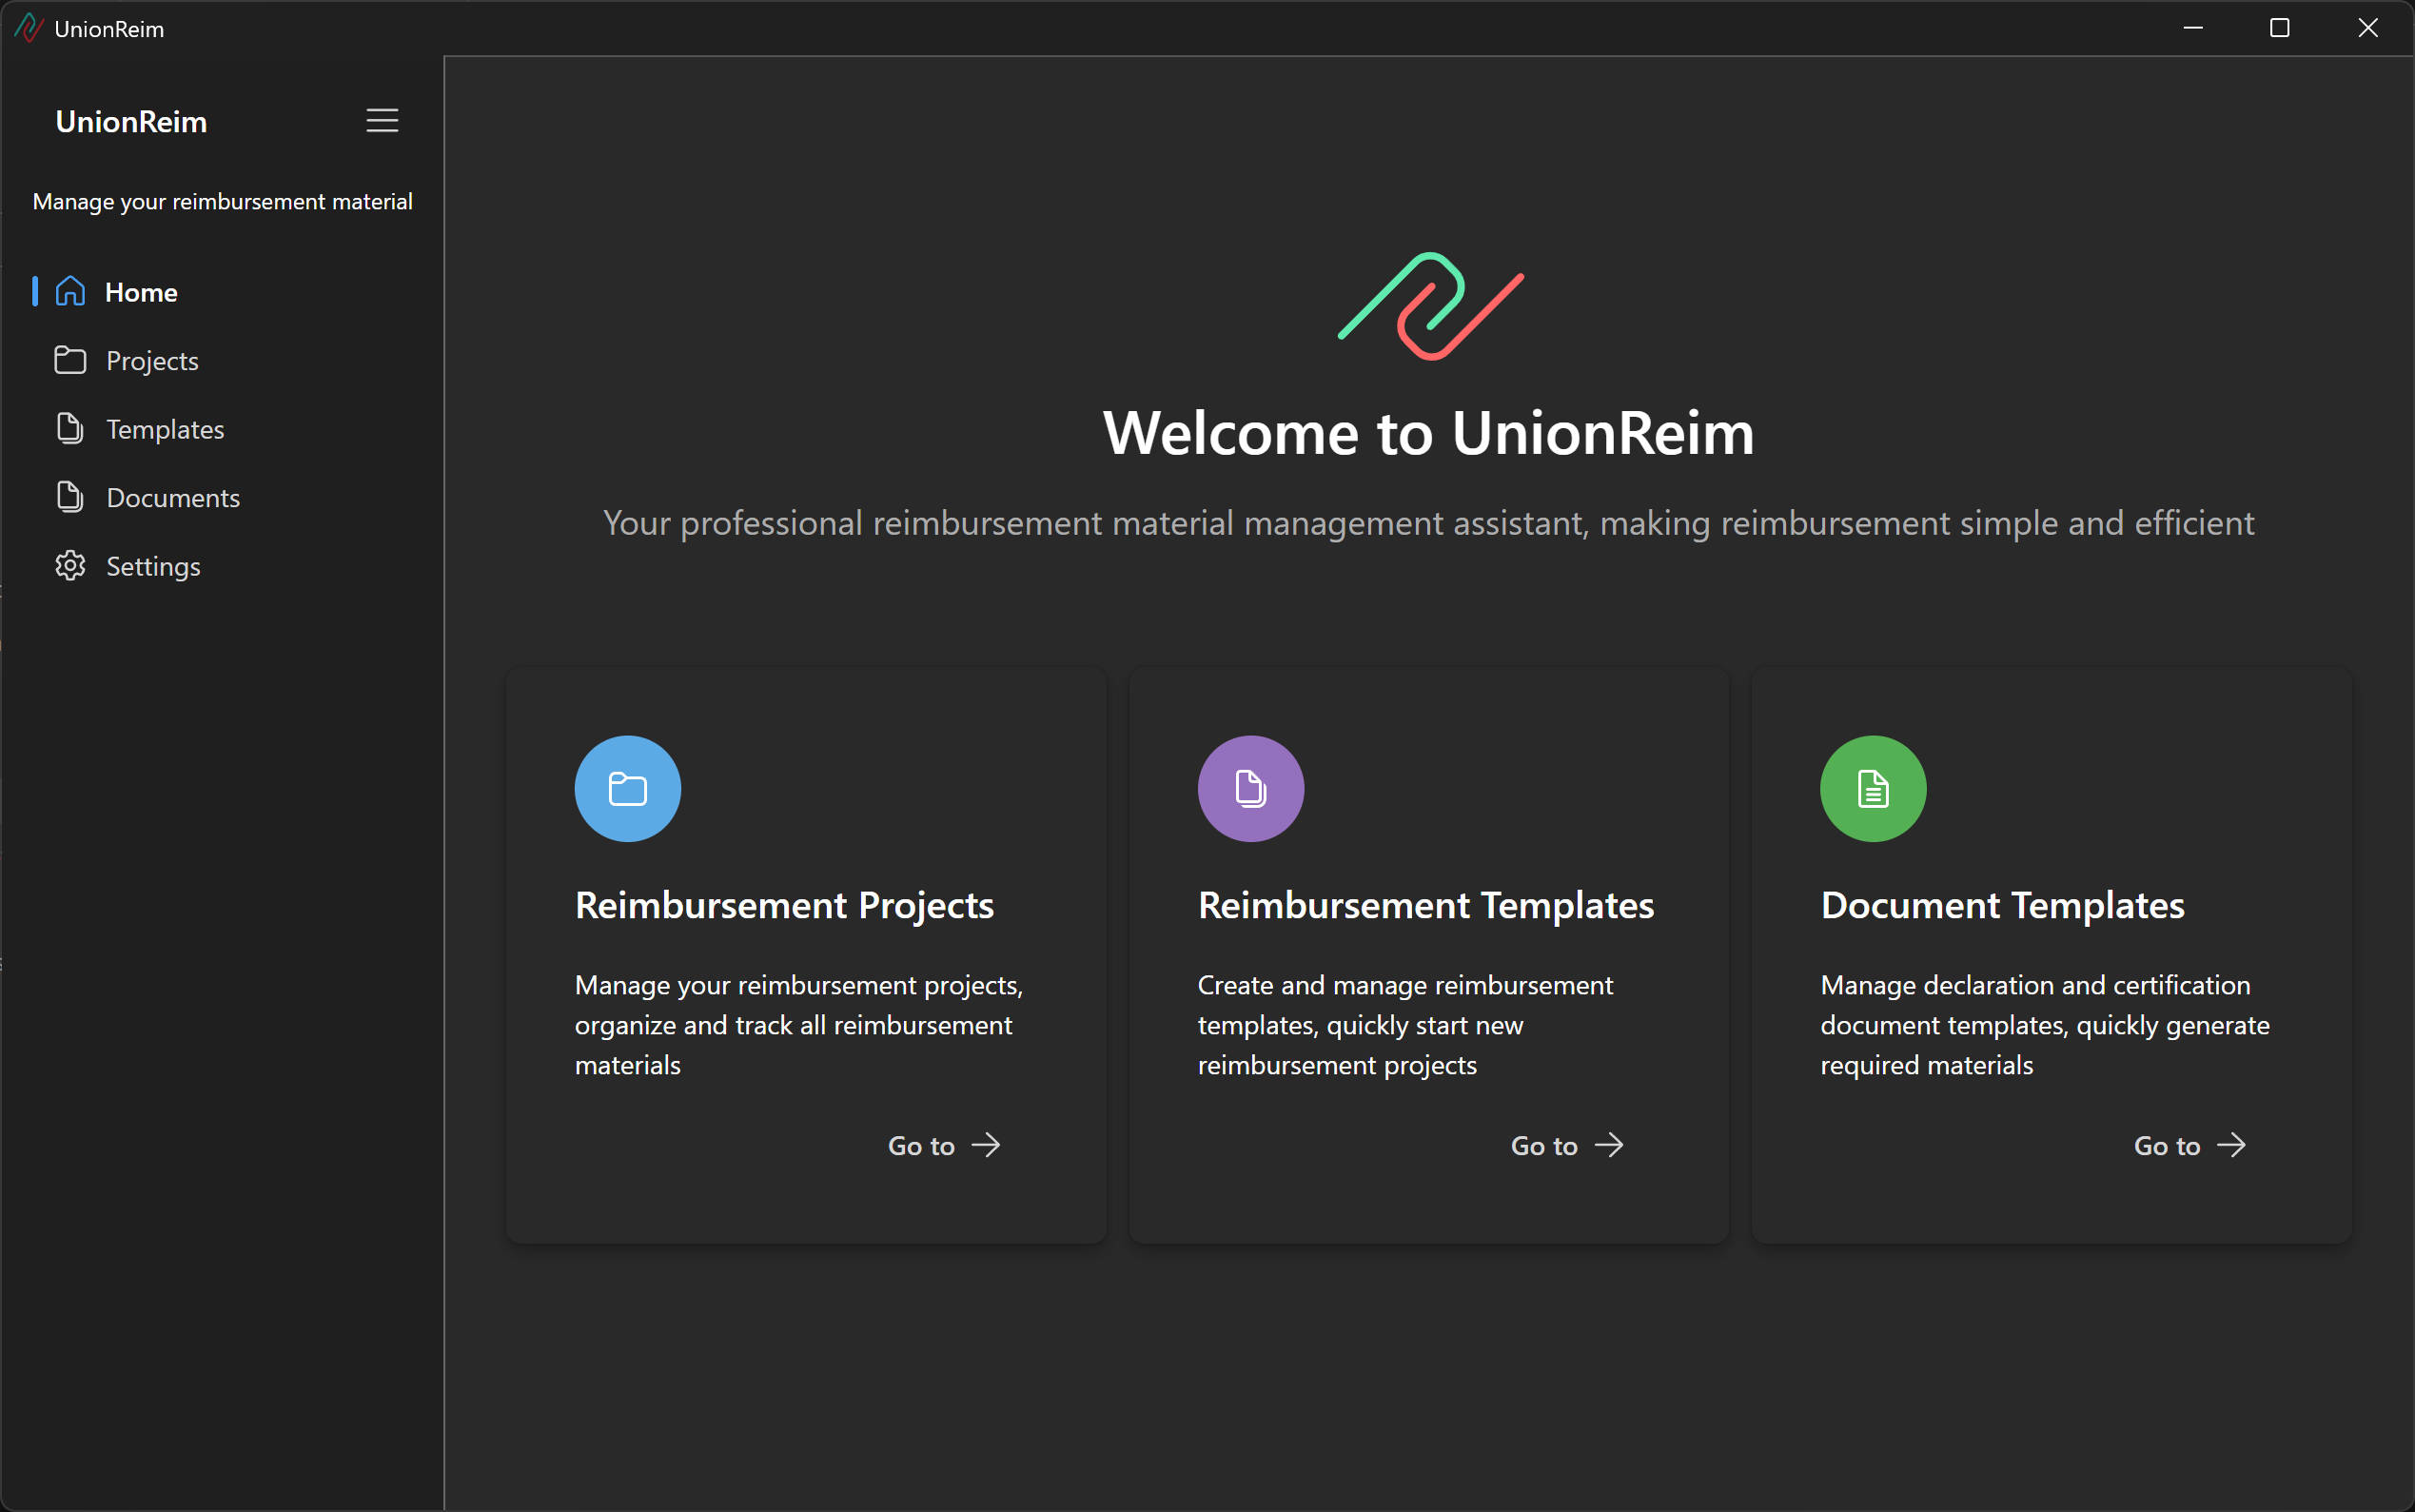 UnionReim
UnionReim
Manage your reimbursement material
Home
Projects
Templates
Documents
Settings
Welcome to UnionReim
Your professional reimbursement material management assistant, making reimbursement simple and efficient
Reimbursement Projects
Manage your reimbursement projects,
organize and track all reimbursement
materials
Go to
Reimbursement Templates
Create and manage reimbursement
templates, quickly start new
reimbursement projects
Go to
Document Templates
Manage declaration and certification
document templates, quickly generate
required materials
Go to